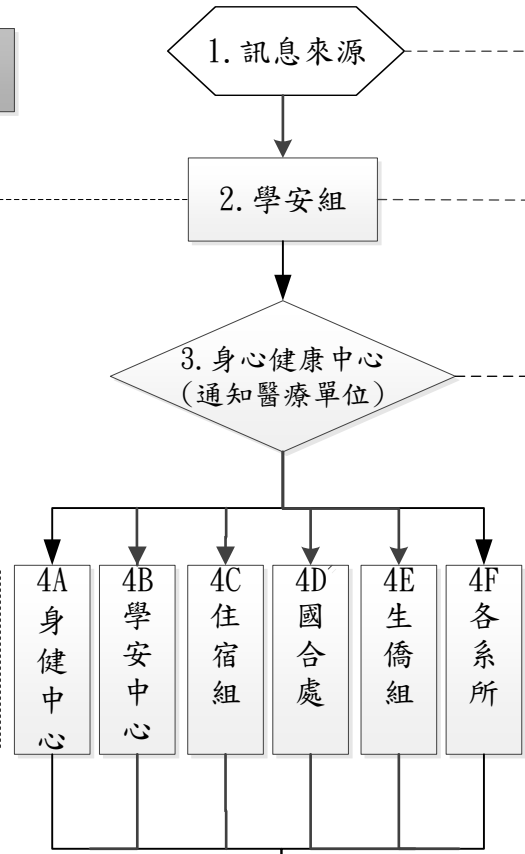 1.訊息來源
2.學安組
3.身心健康中心
(通知醫療單位)
4A
身
健
中
心
4B
學
安
中
心
4C
住
宿
組
4D
國
合
處
4E
生
僑
組
4F
各
系
所